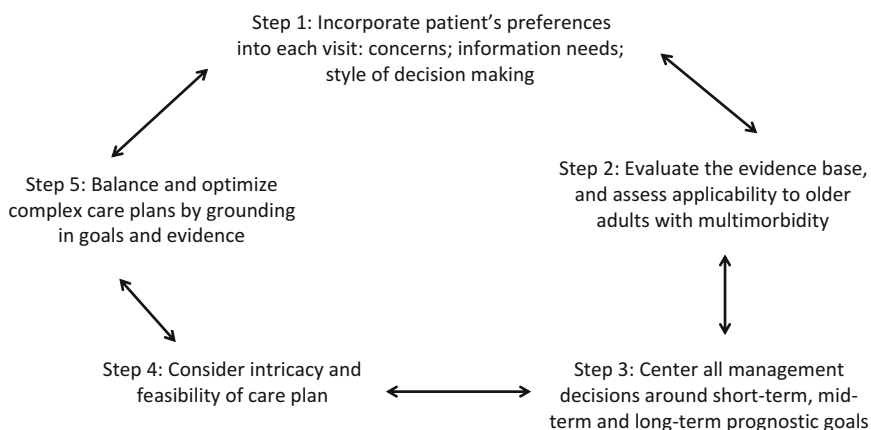 Step 1: Incorporate patient’s preferences
into each visit: concerns; information needs;
style of decision making
Step 2: Evaluate the evidence base,
and assess applicability to older
adults with multimorbidity
Step 3: Center all management
decisions around short-term, mid-
term and long-term prognostic goals
Step 4: Consider intricacy and
feasibility of care plan
Step 5: Balance and optimize
complex care plans by grounding
in goals and evidence